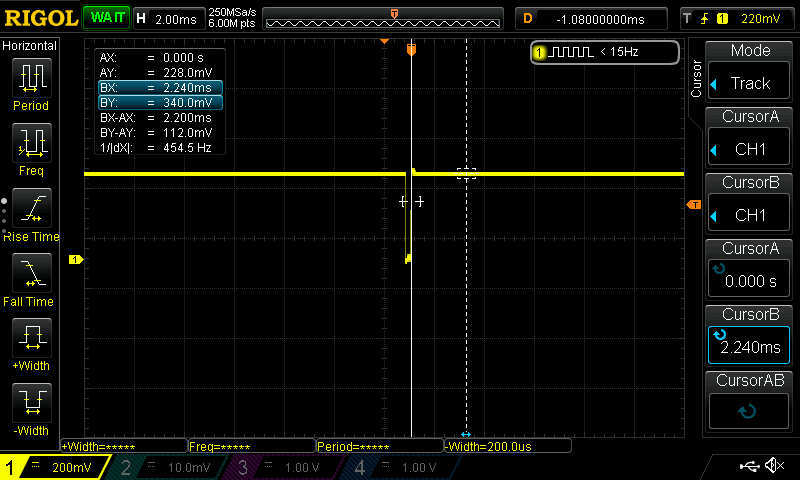 RIGOL WAIT H 2.00ms 250MSa/s 6.00M pts T D -1.08000000ms T 1 220mV
Horizontal
Period
Freq
Rise Time
Fall Time
+Width
-Width
AX: = 0.000 s
AY: = 228.0mV
BX: = 2.240ms
BY: = 340.0mV
BX-AX: = 2.200ms
BY-AY: = 112.0mV
1/|dX|: = 454.5 Hz
T
1 < 15Hz
T
1
Cursor
Mode
Track
CursorA
CH1
CursorB
CH1
CursorA
0.000 s
CursorB
2.240ms
CursorAB
+Width=***** Freq=***** Period=***** -Width=200.0us
1 = 200mV 2 = 10.0mV 3 = 1.00 V 4 = 1.00 V